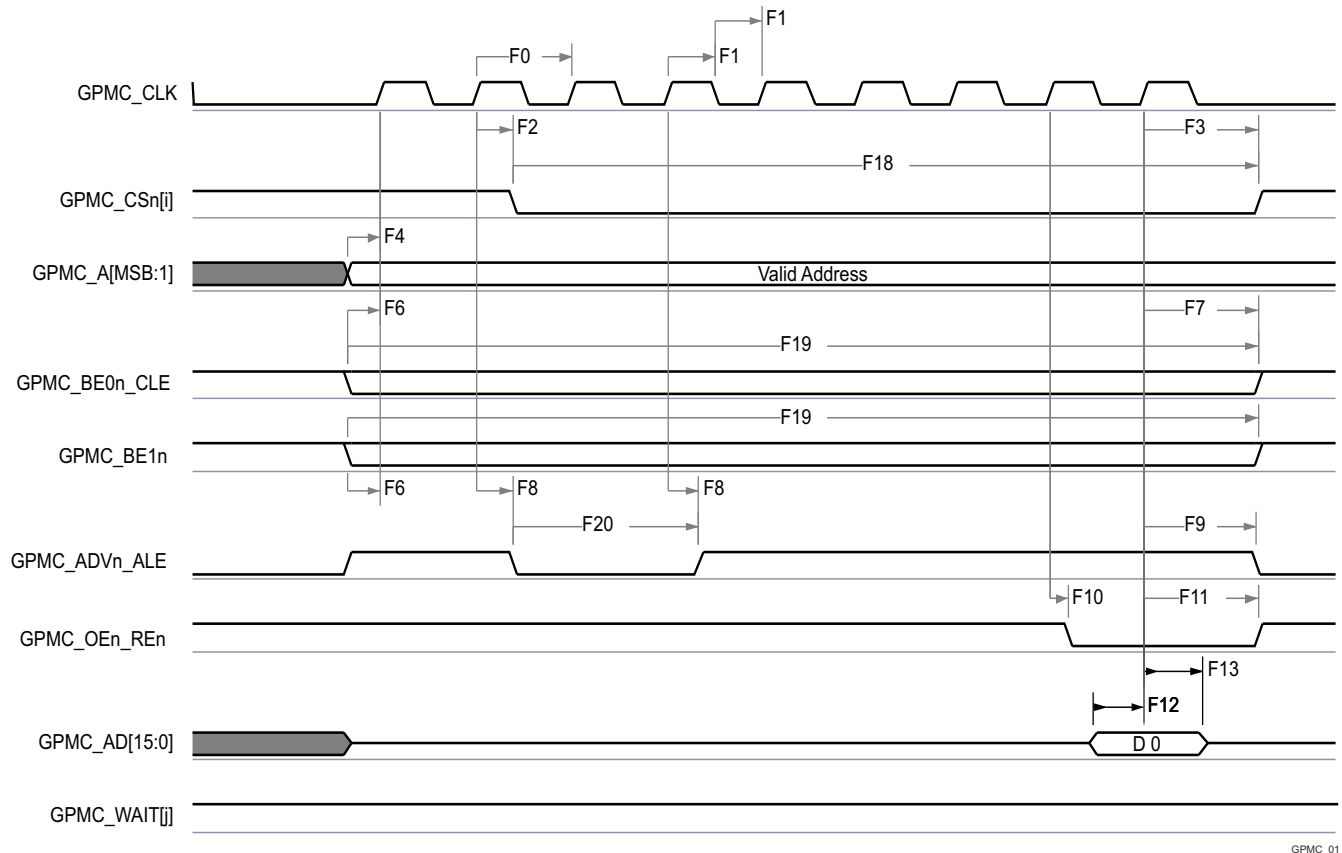 F1
F0
F1
GPMC_CLK
F2
F3
F18
GPMC_CSn[i]
F4
GPMC_A[MSB:1]
Valid Address
F6
F7
F19
GPMC_BE0n_CLE
F19
GPMC_BE1n
F6
F8
F8
F20
F9
GPMC_ADVn_ALE
F10
F11
GPMC_OEn_REn
F13
F12
GPMC_AD[15:0]
D 0
GPMC_WAIT[j]
GPMC_01